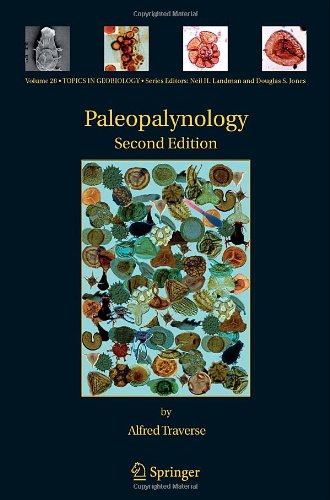 Volume 28 • TOPICS IN GEOBIOLOGY • Series Editors: Neil H. Landman and Douglas S. Jones
Paleopalynology
Second Edition
by
Alfred Traverse
Springer